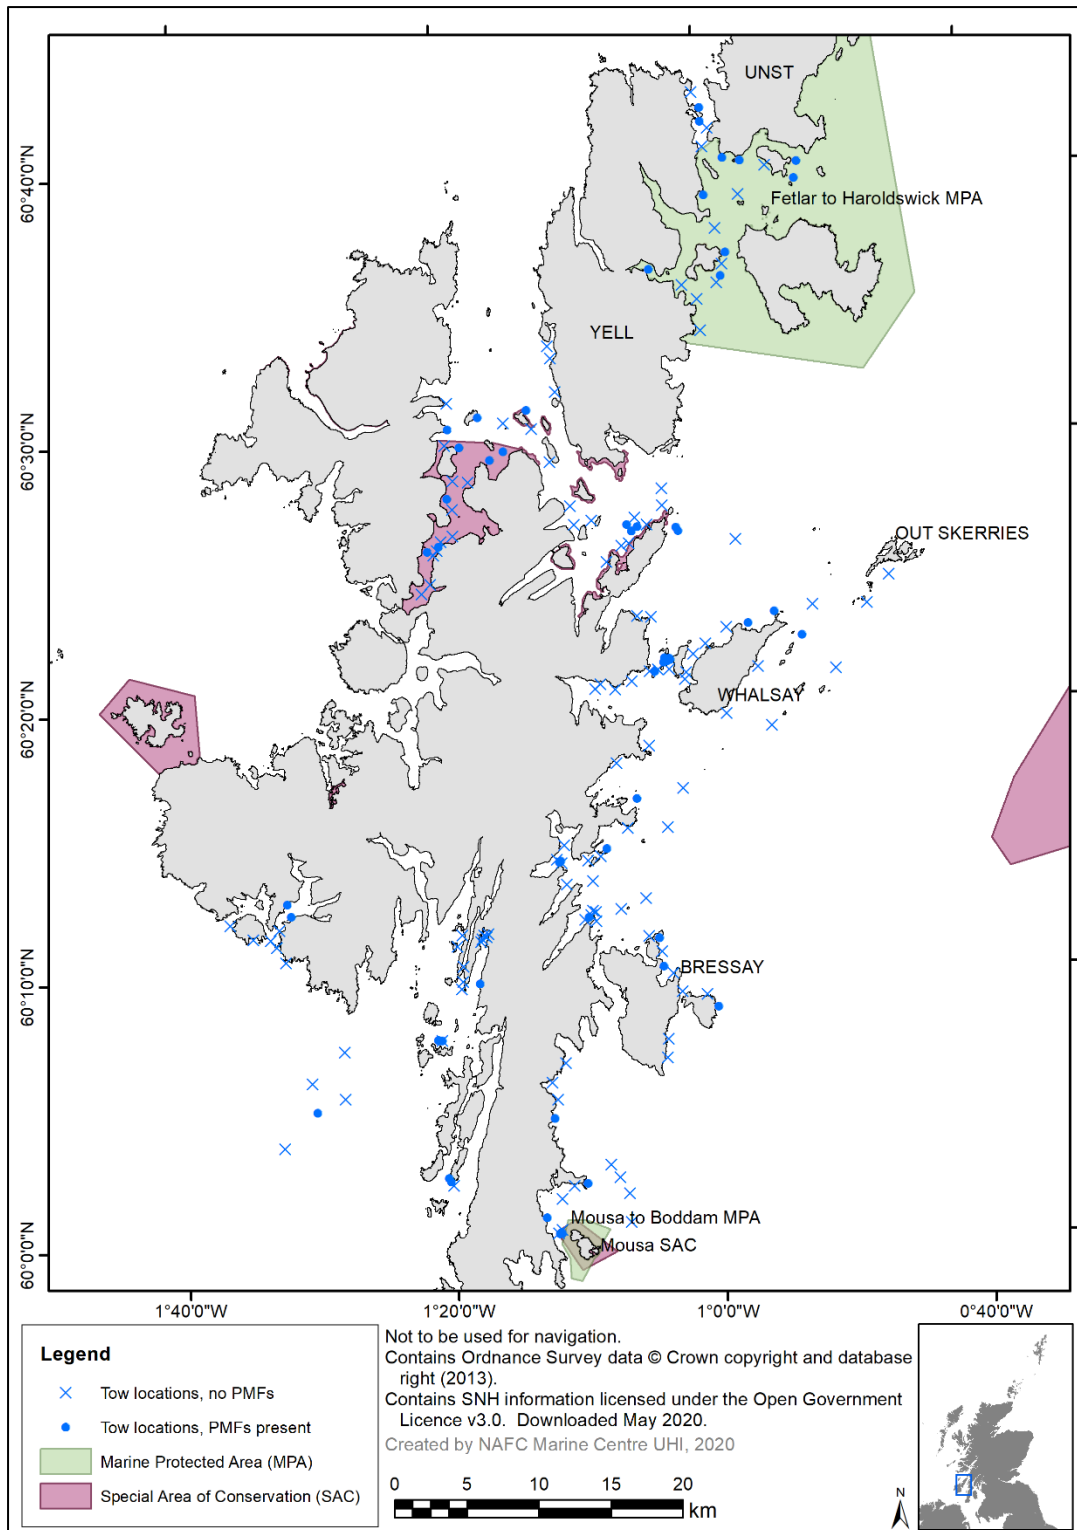 UNST
60°40'0"N
Fetlar to Haroldswick MPA
YELL
60°30'0"N
OUT SKERRIES
WHALSAY
60°20'0"N
BRESSAY
60°10'0"N
Mousa to Boddam MPA
Mousa SAC
60°0'0"N
1°40'0"W 1°20'0"W 1°00'0"W 0°40'0"W
Legend
Tow locations, no PMFs
Tow locations, PMFs present
Marine Protected Area (MPA)
Special Area of Conservation (SAC)
Not to be used for navigation.
Contains Ordnance Survey data © Crown copyright and database
right (2013).
Contains SNH information licensed under the Open Government
Licence v3.0. Downloaded May 2020.
Created by NAFC Marine Centre UHI, 2020
0 5 10 15 20
km
N